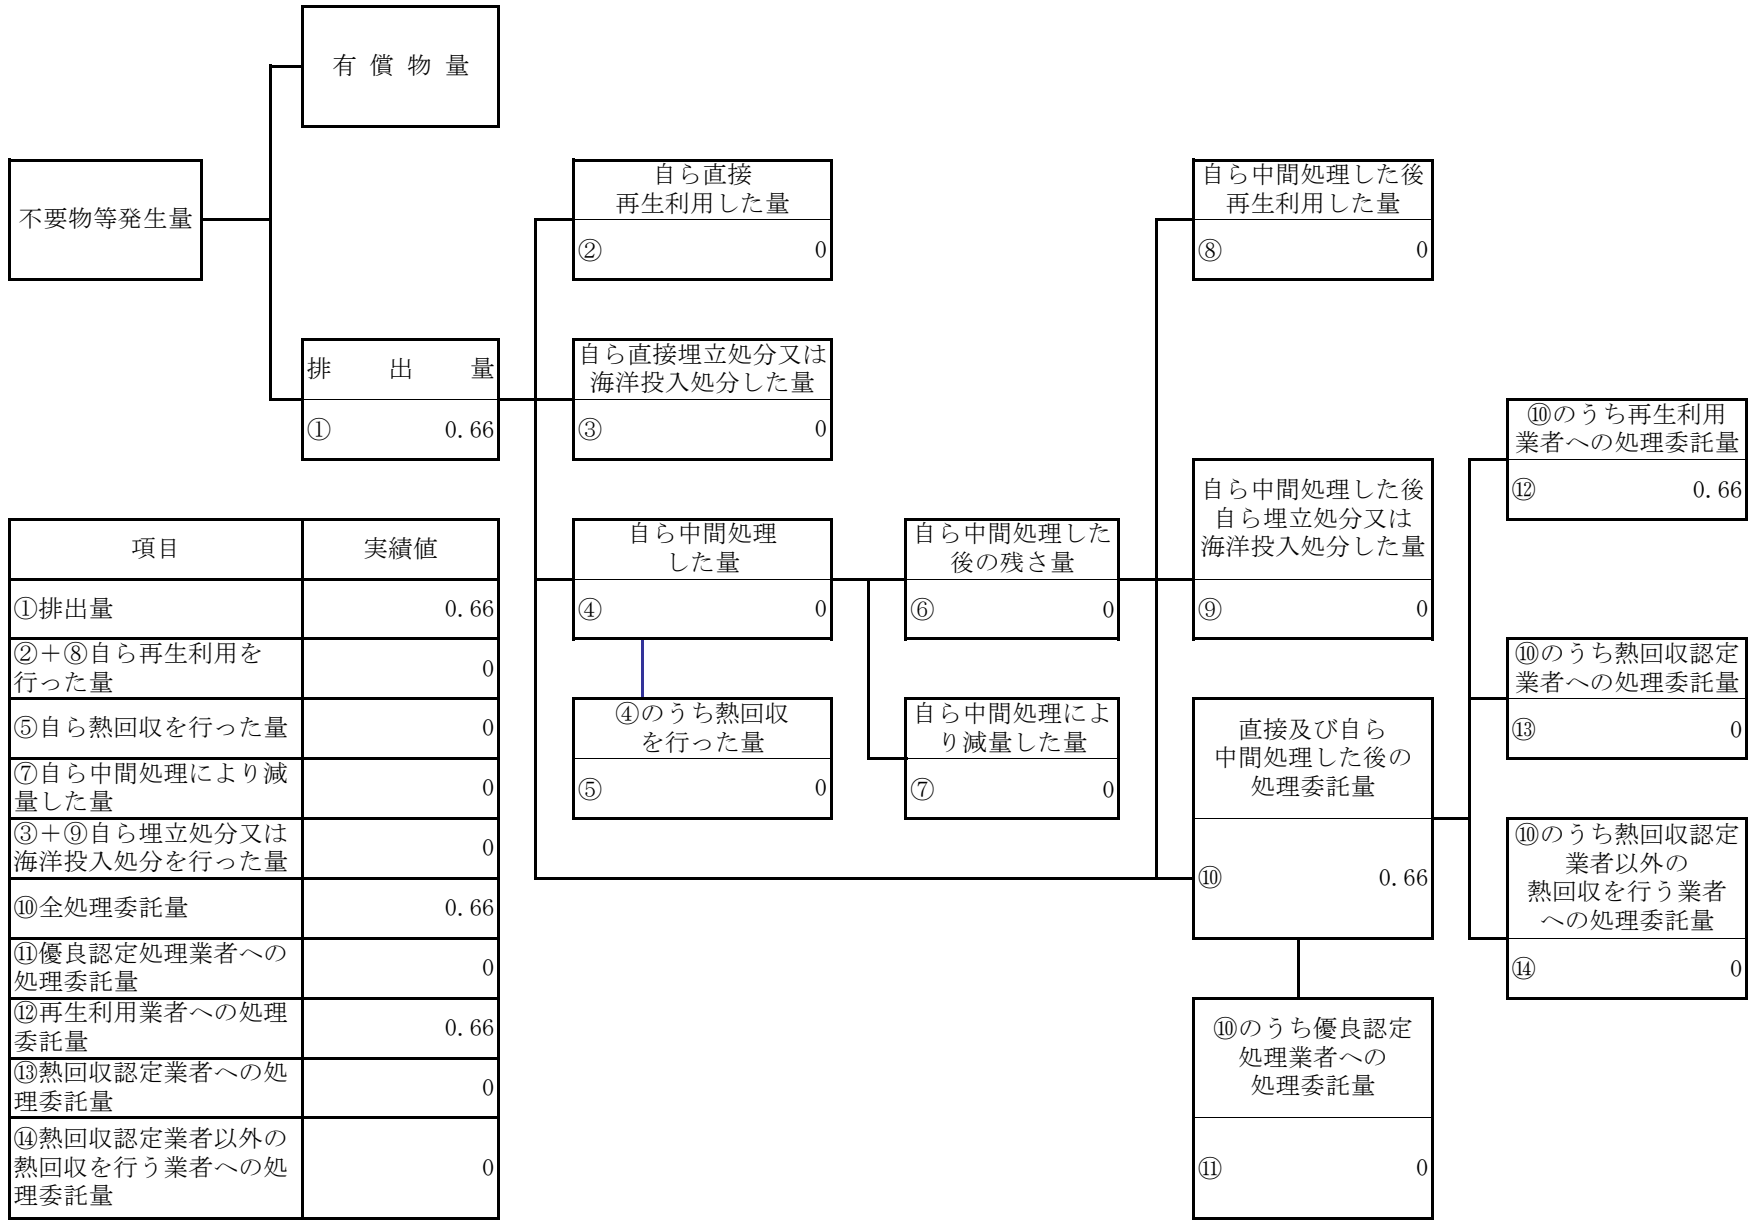 有償物量
不要物等発生量
排出量
① 0.66
自ら直接
再生利用した量
② 0
自ら直接埋立処分又は
海洋投入処分した量
③ 0
自ら中間処理
した量
④ 0
④のうち熱回収
を行った量
⑤ 0
自ら中間処理した
後の残さ量
⑥ 0
自ら中間処理によ
り減量した量
⑦ 0
自ら中間処理した後
再生利用した量
⑧ 0
自ら中間処理した後
自ら埋立処分又は
海洋投入処分した量
⑨ 0
直接及び自ら
中間処理した後の
処理委託量
⑩ 0.66
⑩のうち優良認定
処理業者への
処理委託量
⑪ 0
⑩のうち再生利用
業者への処理委託量
⑫ 0.66
⑩のうち熱回収認定
業者への処理委託量
⑬ 0
⑩のうち熱回収認定
業者以外の
熱回収を行う業者
への処理委託量
⑭ 0
項目 実績値
①排出量 0.66
②＋⑧自ら再生利用を
行った量 0
⑤自ら熱回収を行った量 0
⑦自ら中間処理により減
量した量 0
③＋⑨自ら埋立処分又は
海洋投入処分を行った量 0
⑩全処理委託量 0.66
⑪優良認定処理業者への
処理委託量 0
⑫再生利用業者への処理
委託量 0.66
⑬熱回収認定業者への処
理委託量 0
⑭熱回収認定業者以外の
熱回収を行う業者への処
理委託量 0